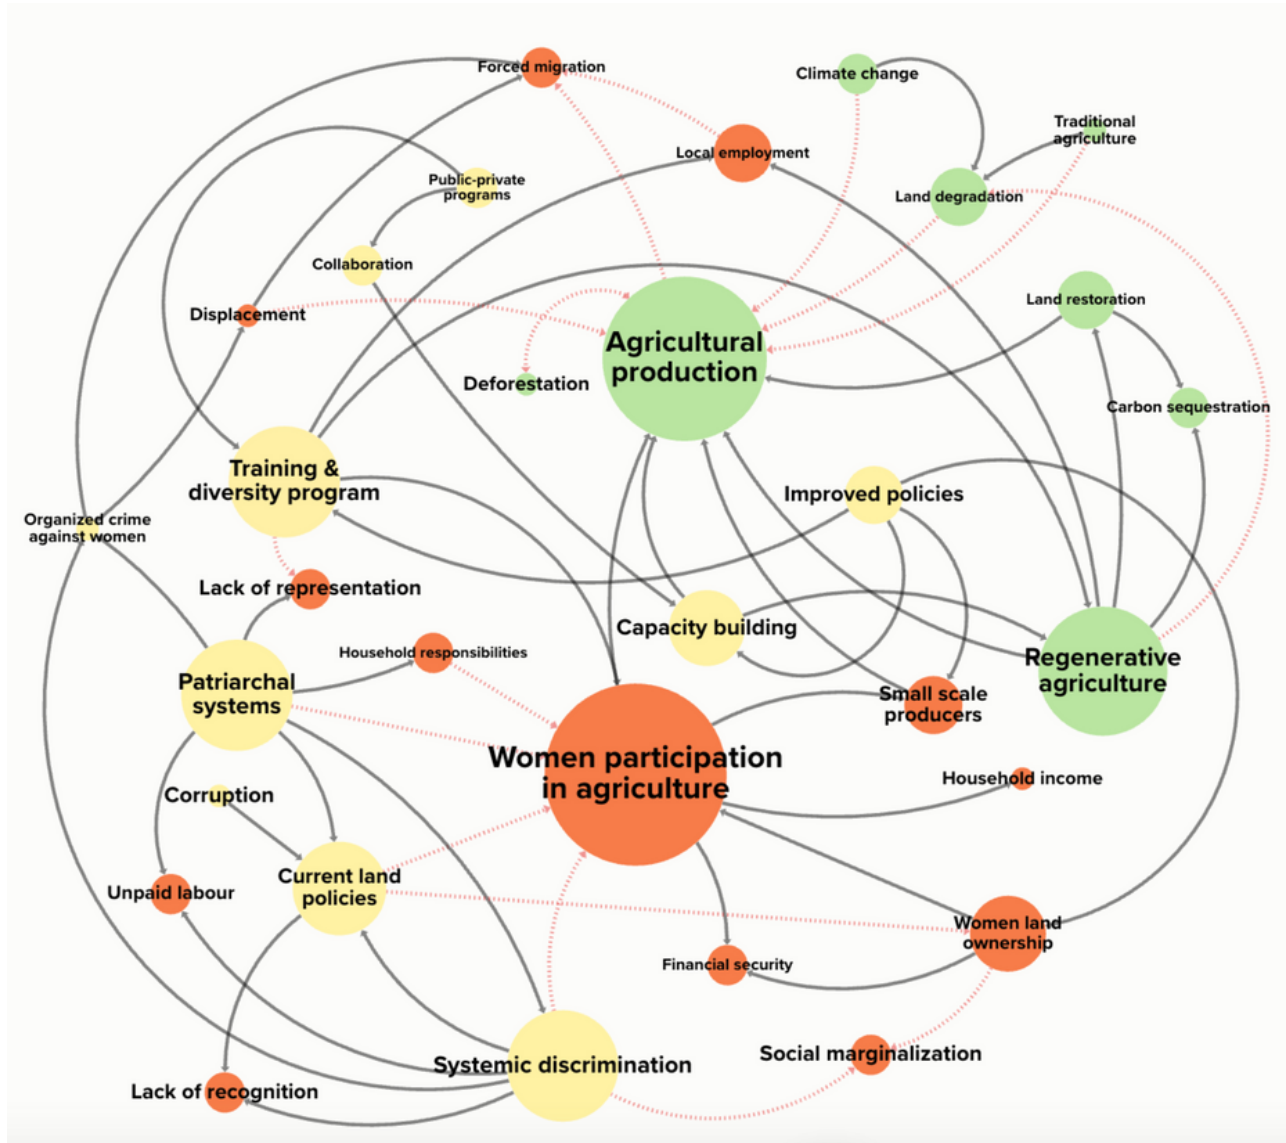 Forced migration
Climate change
Traditional
agriculture
Local employment
Public-private
programs
Land degradation
Collaboration
Land restoration
Displacement
Agricultural
production
Deforestation
Carbon sequestration
Training &
diversity program
Improved policies
Organized crime
against women
Lack of representation
Capacity building
Household responsibilities
Regenerative
agriculture
Patriarchal
systems
Small scale
producers
Women participation
in agriculture
Household income
Corruption
Current land
policies
Unpaid labour
Women land
ownership
Financial security
Social marginalization
Systemic discrimination
Lack of recognition